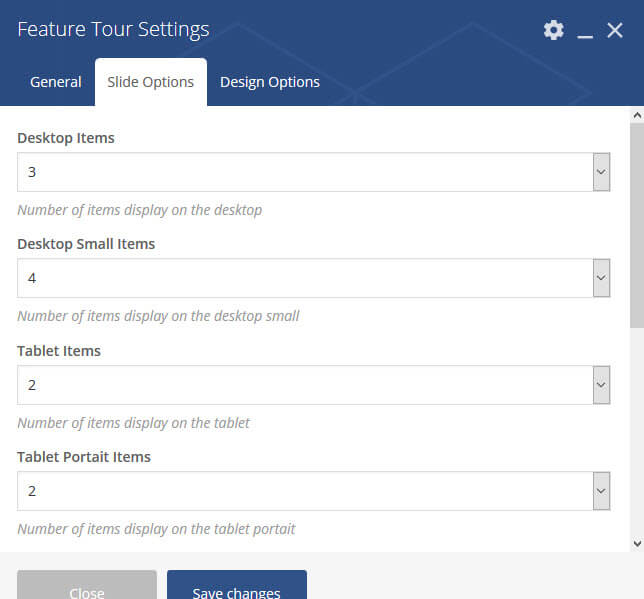 Feature Tour Settings
General Slide Options Design Options
Desktop Items
3
Number of items display on the desktop
Desktop Small Items
4
Number of items display on the desktop small
Tablet Items
2
Number of items display on the tablet
Tablet Portait Items
2
Number of items display on the tablet portait
Close Save changes